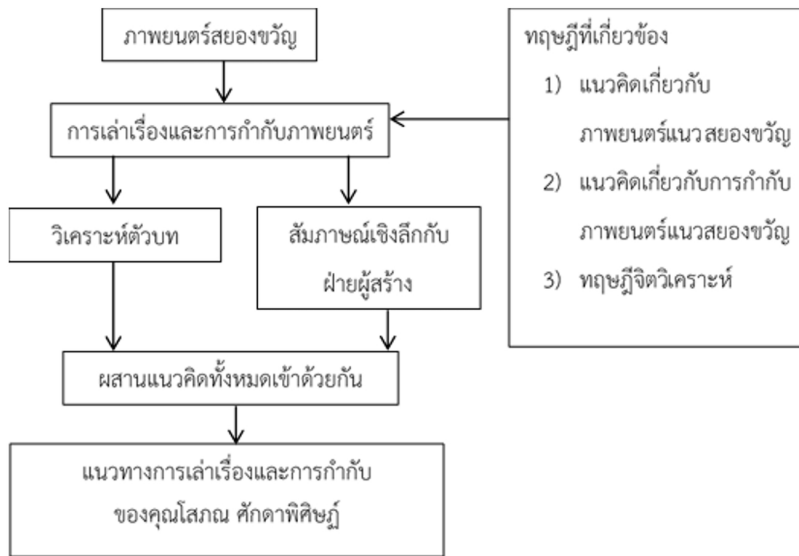 ภาพยนตร์สยองขวัญ
การเล่าเรื่องและการกำกับภาพยนตร์
วิเคราะห์ตัวบท
สัมภาษณ์เชิงลึกกับ
ฝ่ายผู้สร้าง
ผสานแนวคิดทั้งหมดเข้าด้วยกัน
แนวทางการเล่าเรื่องและการกำกับ
ของคุณโสภณ ศักดาพิศิษฏ์
ทฤษฎีที่เกี่ยวข้อง
1) แนวคิดเกี่ยวกับ
ภาพยนตร์แนวสยองขวัญ
2) แนวคิดเกี่ยวกับการกำกับ
ภาพยนตร์แนวสยองขวัญ
3) ทฤษฎีจิตวิเคราะห์